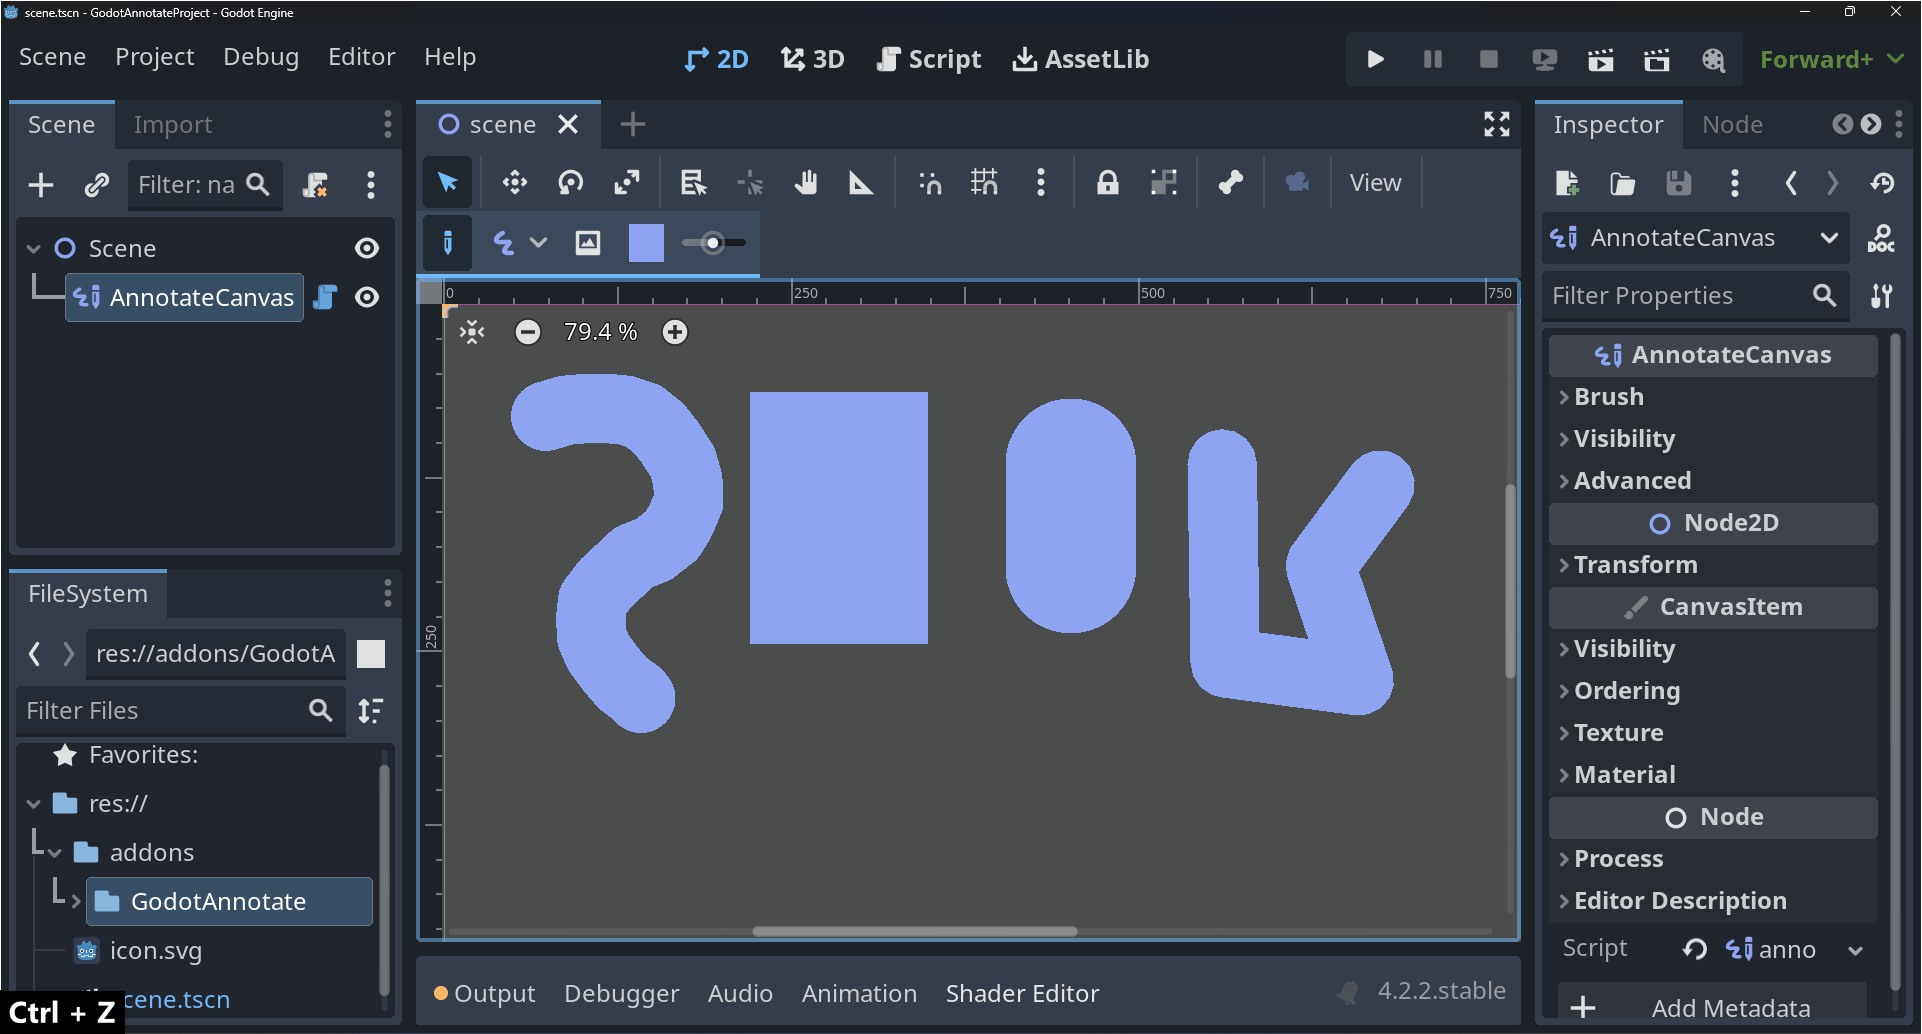 scene.tscn - GodotAnnotateProject - Godot Engine
Scene Project Debug Editor Help
2D 3D Script AssetLib
Forward+
Scene Import
Filter: na
Scene
AnnotateCanvas
FileSystem
res://addons/GodotA
Filter Files
Favorites:
res://
addons
GodotAnnotate
icon.svg
cene.tscn
Ctrl + Z
scene
View
0 250 500 750
79.4 %
250
Output Debugger Audio Animation Shader Editor
4.2.2.stable
Inspector Node
AnnotateCanvas
DOC
Filter Properties
AnnotateCanvas
Brush
Visibility
Advanced
Node2D
Transform
CanvasItem
Visibility
Ordering
Texture
Material
Node
Process
Editor Description
Script anno
Add Metadata